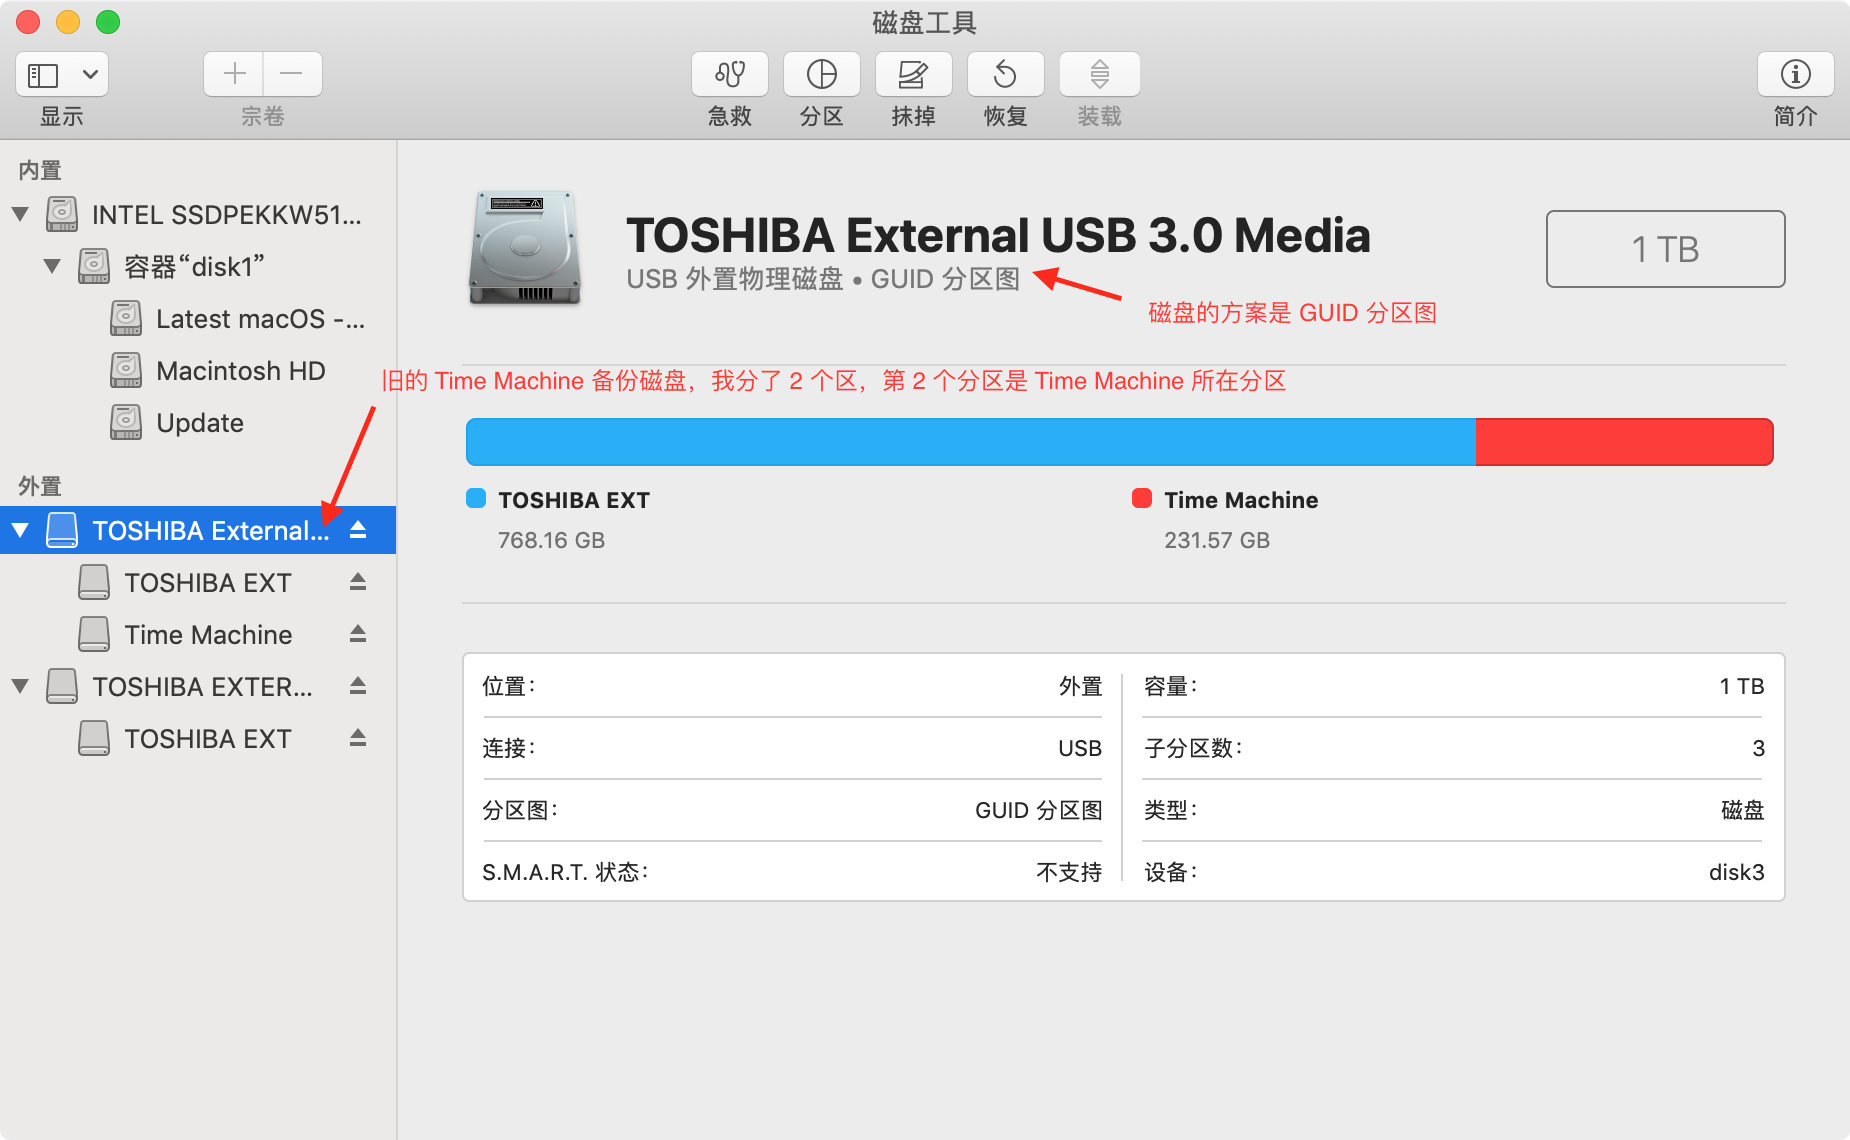 磁盘工具
显示
宗卷
急救
分区
抹掉
恢复
装载
简介
内置
INTEL SSDPEKKW51...
容器“disk1”
Latest macOS -...
Macintosh HD
Update
外置
TOSHIBA External...
TOSHIBA EXT
Time Machine
TOSHIBA EXTER...
TOSHIBA EXT
TOSHIBA External USB 3.0 Media
USB 外置物理磁盘 • GUID 分区图
1 TB
磁盘的方案是 GUID 分区图
旧的 Time Machine 备份磁盘，我分了 2 个区，第 2 个分区是 Time Machine 所在分区
TOSHIBA EXT
768.16 GB
Time Machine
231.57 GB
位置： 外置
容量： 1 TB
连接： USB
子分区数： 3
分区图： GUID 分区图
类型： 磁盘
S.M.A.R.T. 状态： 不支持
设备： disk3